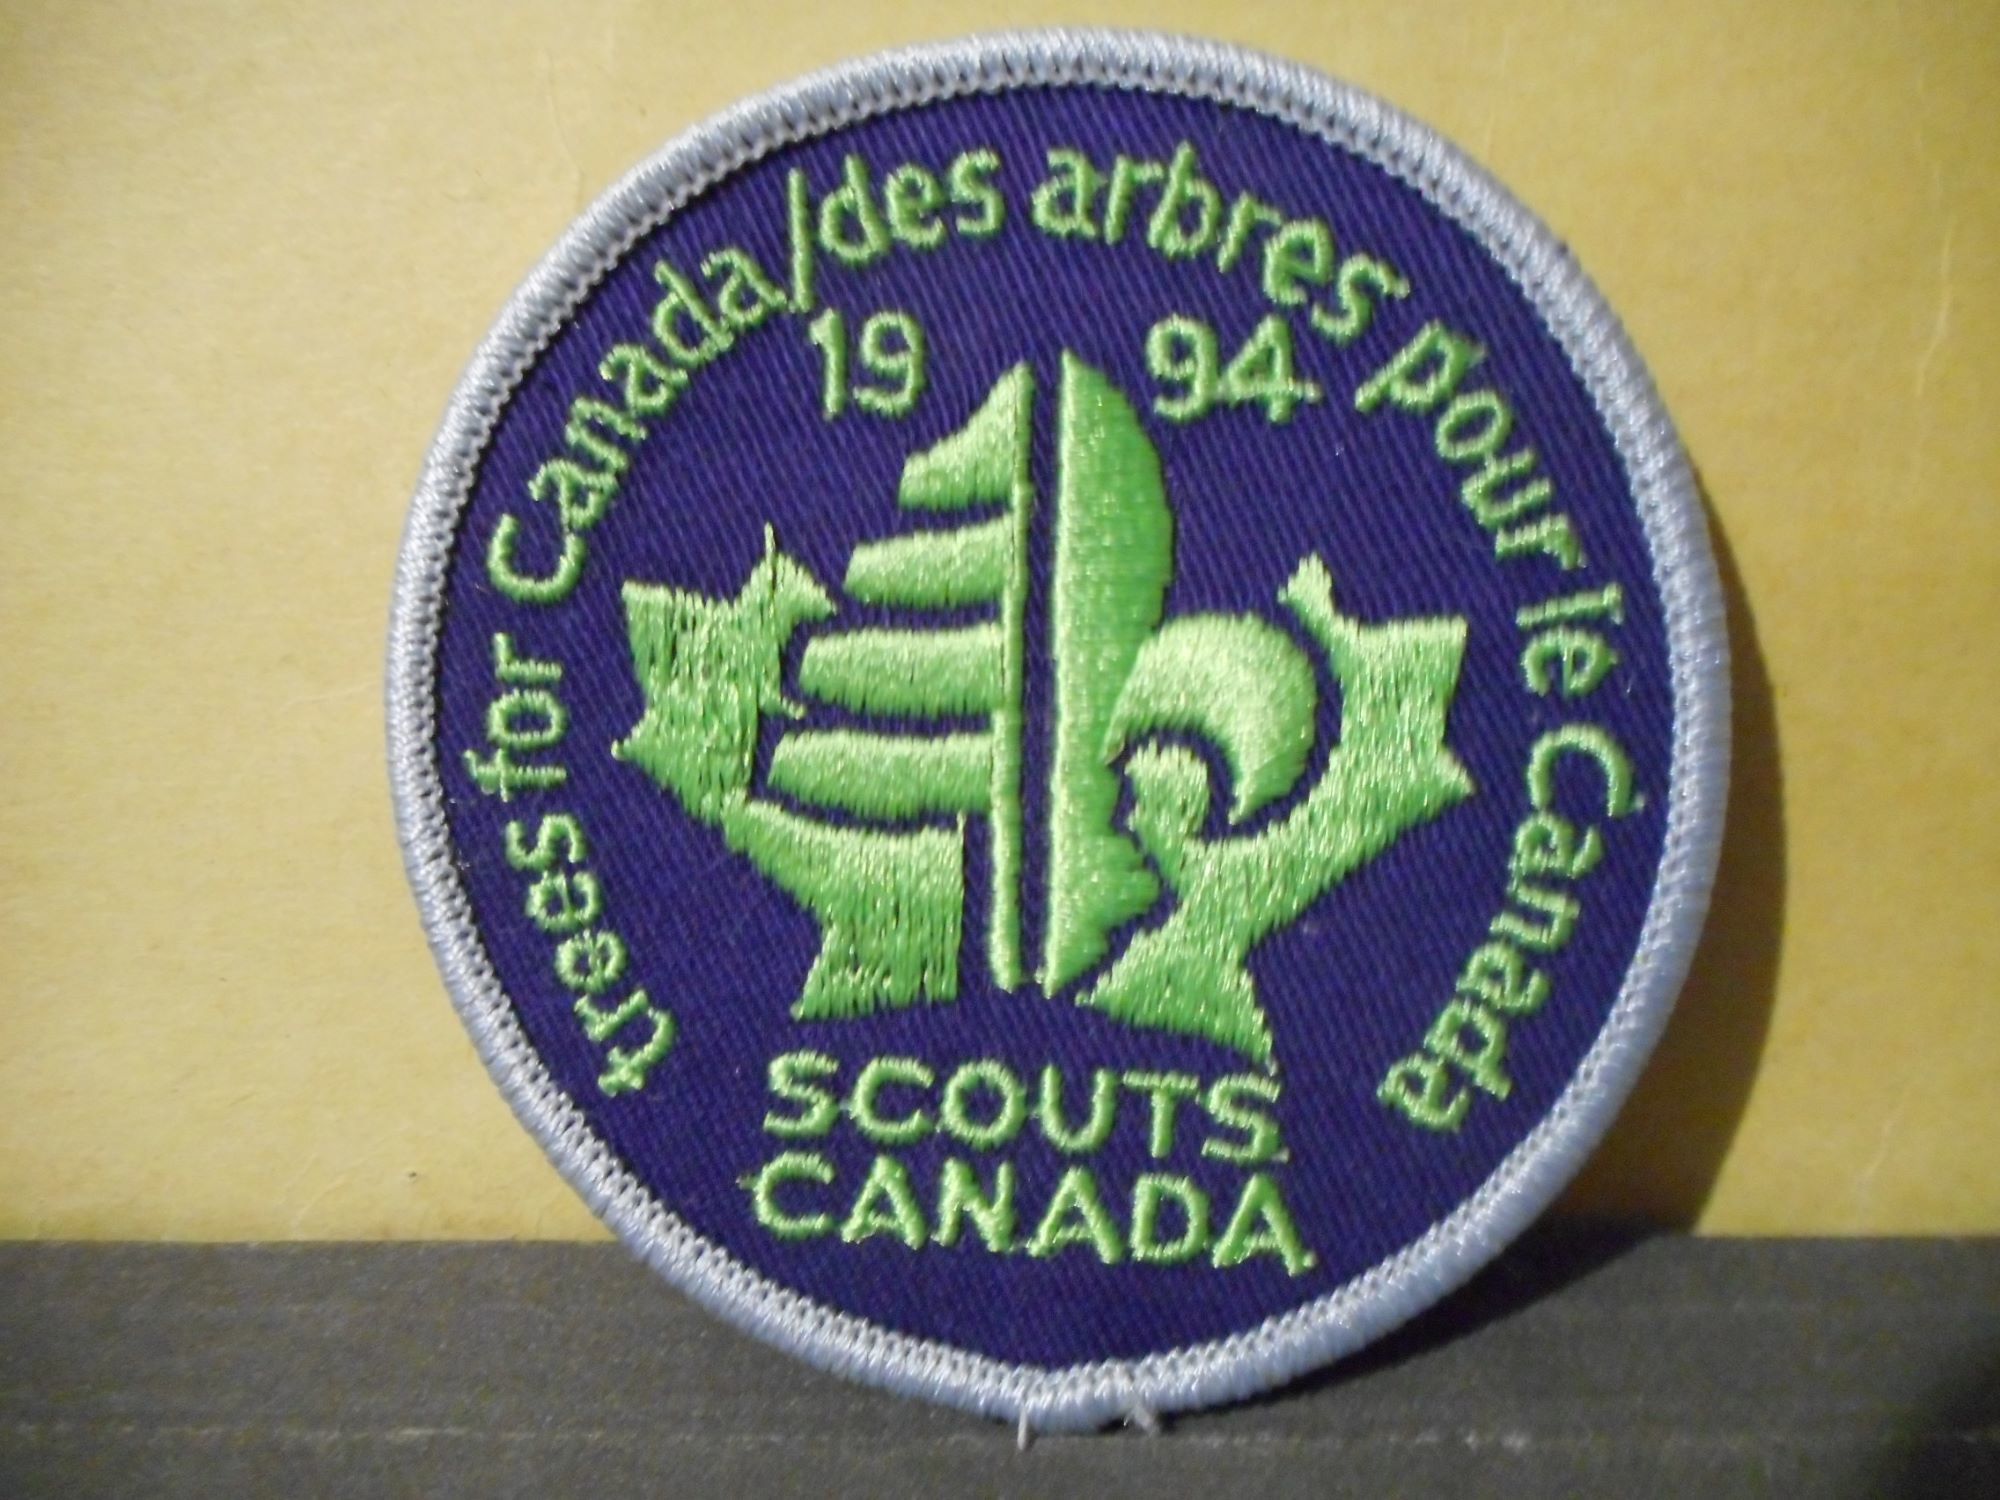 trees for Canada/des arbres pour le Canada
19 94
SCOUTS
CANADA